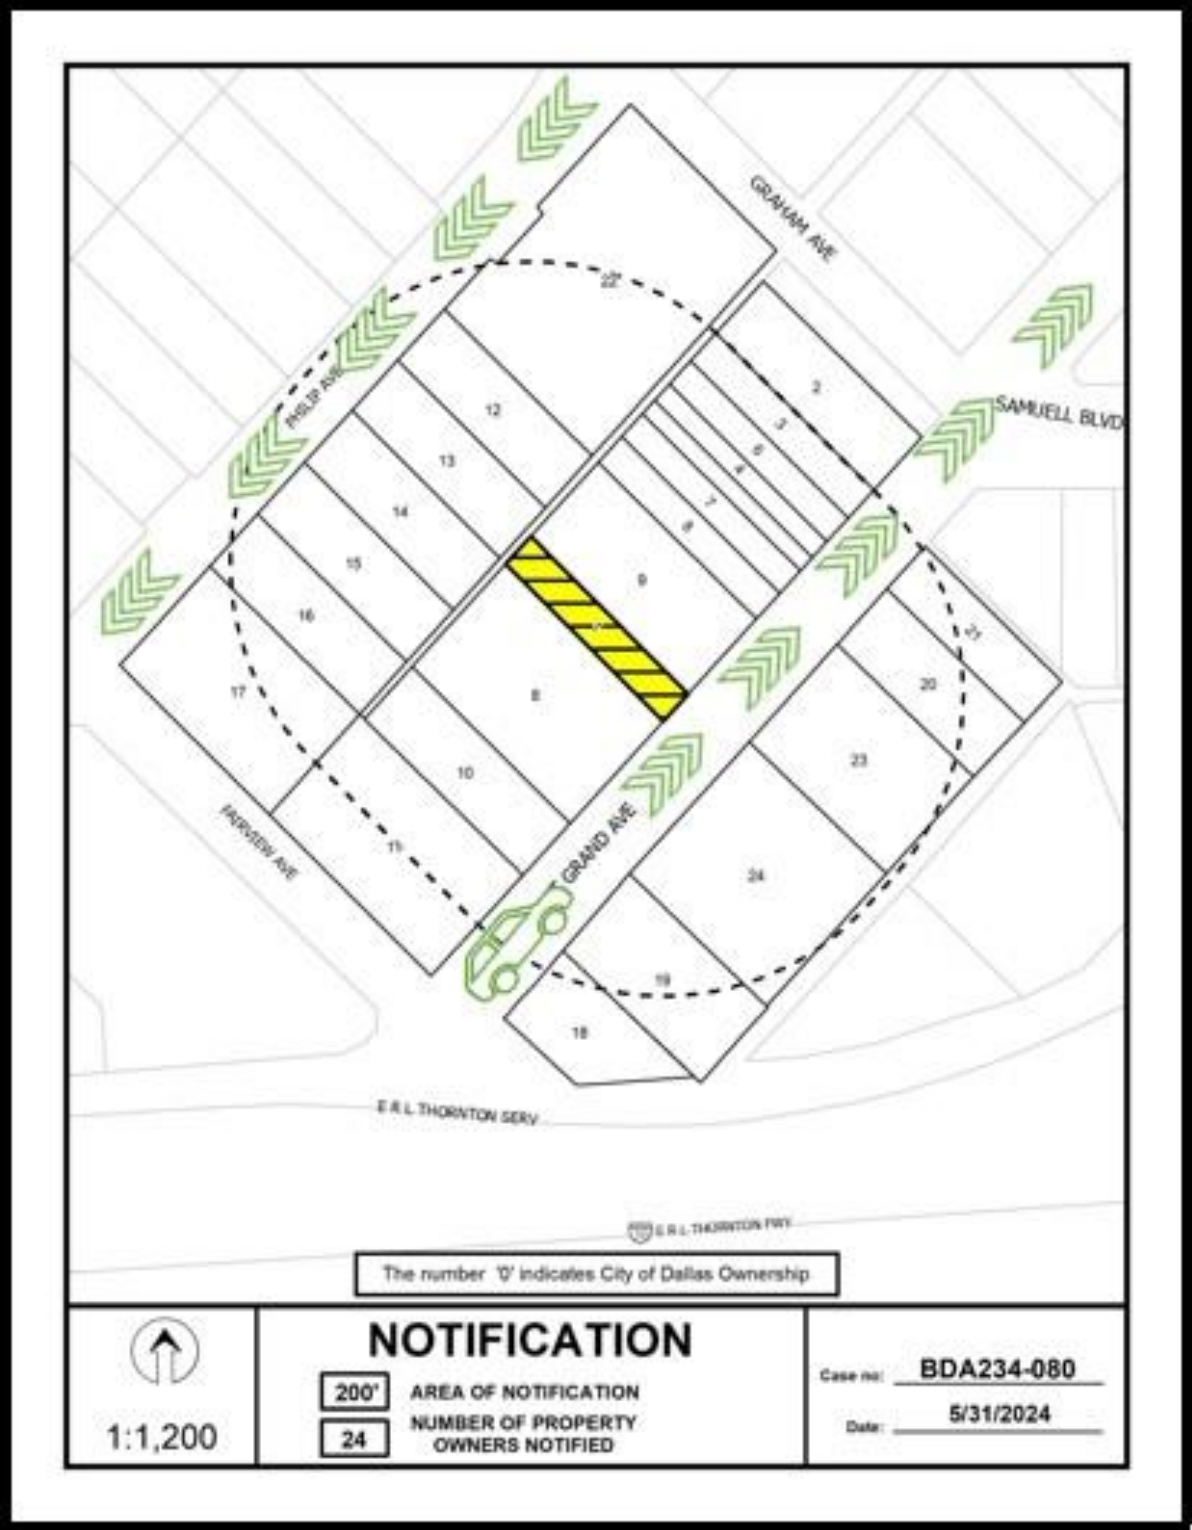 GRAHAM AVE
22
2
PHILIP AVE
SAMUELL BLVD
12
3
13
6
4
14
7
8
15
9
16
21
20
17
8
23
10
FAIRVIEW AVE
11
GRAND AVE
24
19
18
E R L THORNTON SERV
E R L THORNTON FWY
The number '0' indicates City of Dallas Ownership
1:1,200
NOTIFICATION
200' AREA OF NOTIFICATION
24 NUMBER OF PROPERTY
OWNERS NOTIFIED
Case no: BDA234-080
Date: 5/31/2024